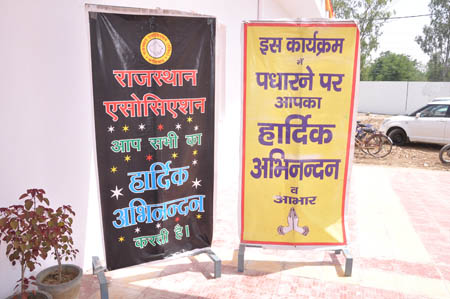 राजस्थान
एसोसिएशन
आप सभी का
हार्दिक
अभिनन्दन
करती है।
इस कार्यक्रम
में
पधारने पर
आपका
हार्दिक
अभिनन्दन
व
आभार